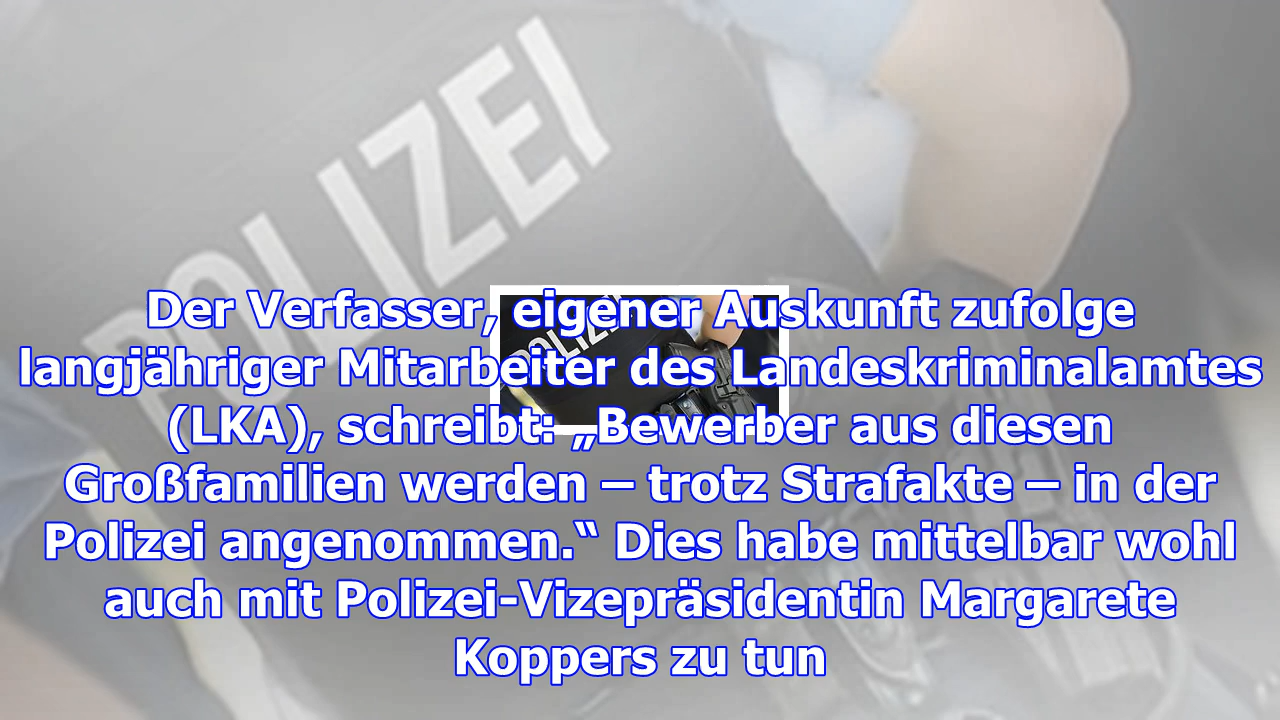 POLIZEI
POLIZEI
Der Verfasser, eigener Auskunft zufolge
langjähriger Mitarbeiter des Landeskriminalamtes
(LKA), schreibt: „Bewerber aus diesen
Großfamilien werden – trotz Strafakte – in der
Polizei angenommen.“ Dies habe mittelbar wohl
auch mit Polizei-Vizepräsidentin Margarete
Koppers zu tun